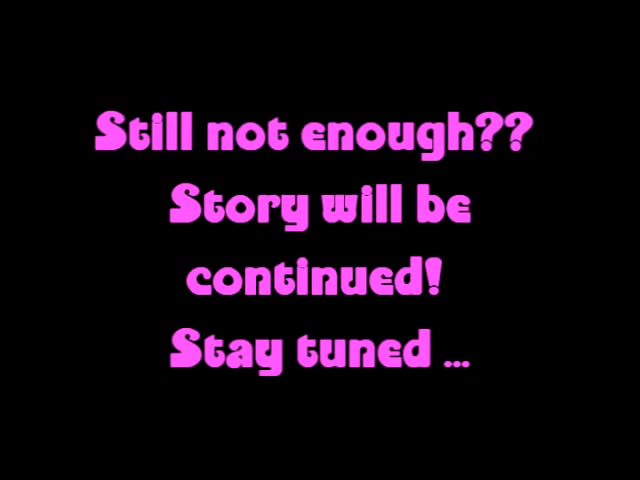 Still not enough??
Story will be
continued!
Stay tuned ...